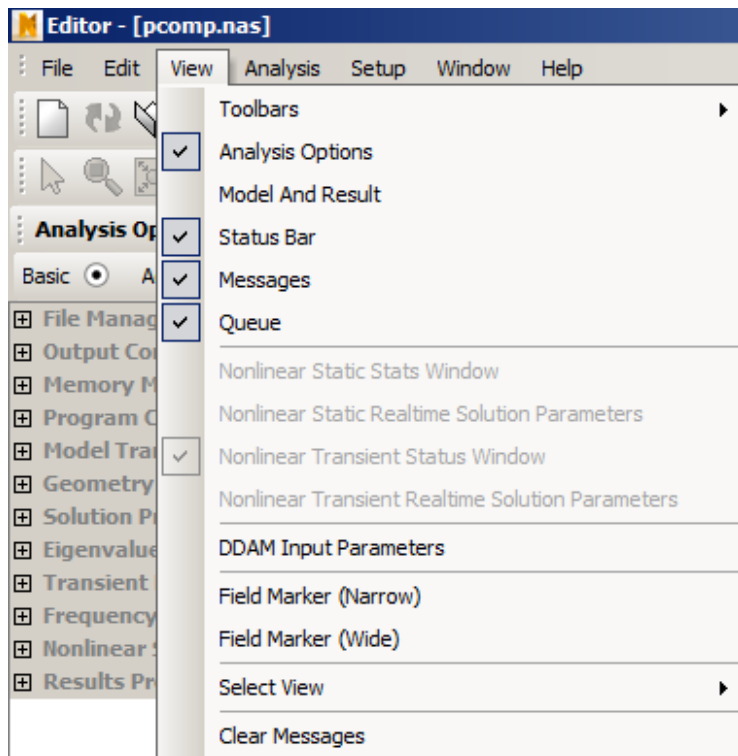 Editor - [pcomp.nas]
File Edit View Analysis Setup Window Help
Toolbars
Analysis Options
Model And Result
Status Bar
Messages
Queue
Nonlinear Static Stats Window
Nonlinear Static Realtime Solution Parameters
Nonlinear Transient Status Window
Nonlinear Transient Realtime Solution Parameters
DDAM Input Parameters
Field Marker (Narrow)
Field Marker (Wide)
Select View
Clear Messages
Analysis Op
Basic A
File Manag
Output Co
Memory M
Program C
Model Tra
Geometry
Solution P
Eigenvalue
Transient
Frequency
Nonlinear
Results Pr